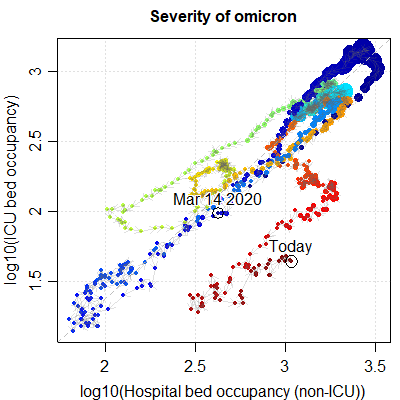 Severity of omicron
log10(ICU bed occupancy)
3
2.5
2
1.5
Mar 14 2020
Today
2
2.5
3
3.5
log10(Hospital bed occupancy (non-ICU))